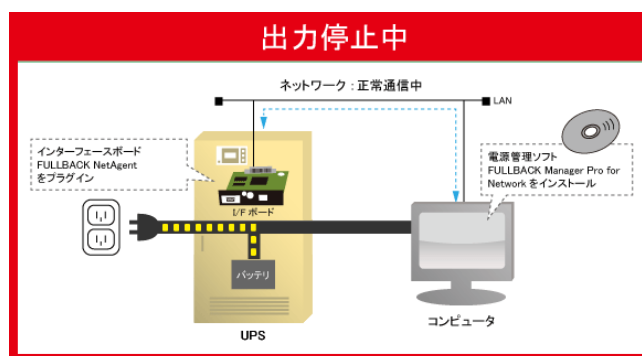 出力停止中
ネットワーク：正常通信中
LAN
インターフェースボード
FULLBACK NetAgent
をプラグイン
電源管理ソフト
FULLBACK Manager Pro for
Network をインストール
I/F ボード
バッテリ
コンピュータ
UPS